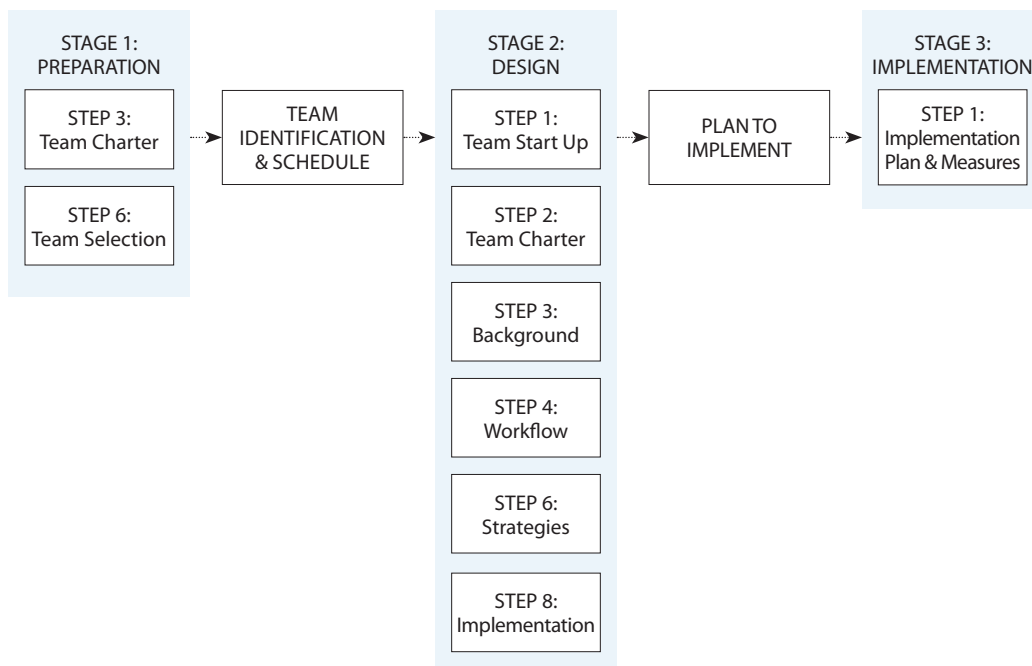 STAGE 1:
PREPARATION
STEP 3:
Team Charter
STEP 6:
Team Selection
TEAM
IDENTIFICATION
& SCHEDULE
STAGE 2:
DESIGN
STEP 1:
Team Start Up
STEP 2:
Team Charter
STEP 3:
Background
STEP 4:
Workflow
STEP 6:
Strategies
STEP 8:
Implementation
PLAN TO
IMPLEMENT
STAGE 3:
IMPLEMENTATION
STEP 1:
Implementation
Plan & Measures